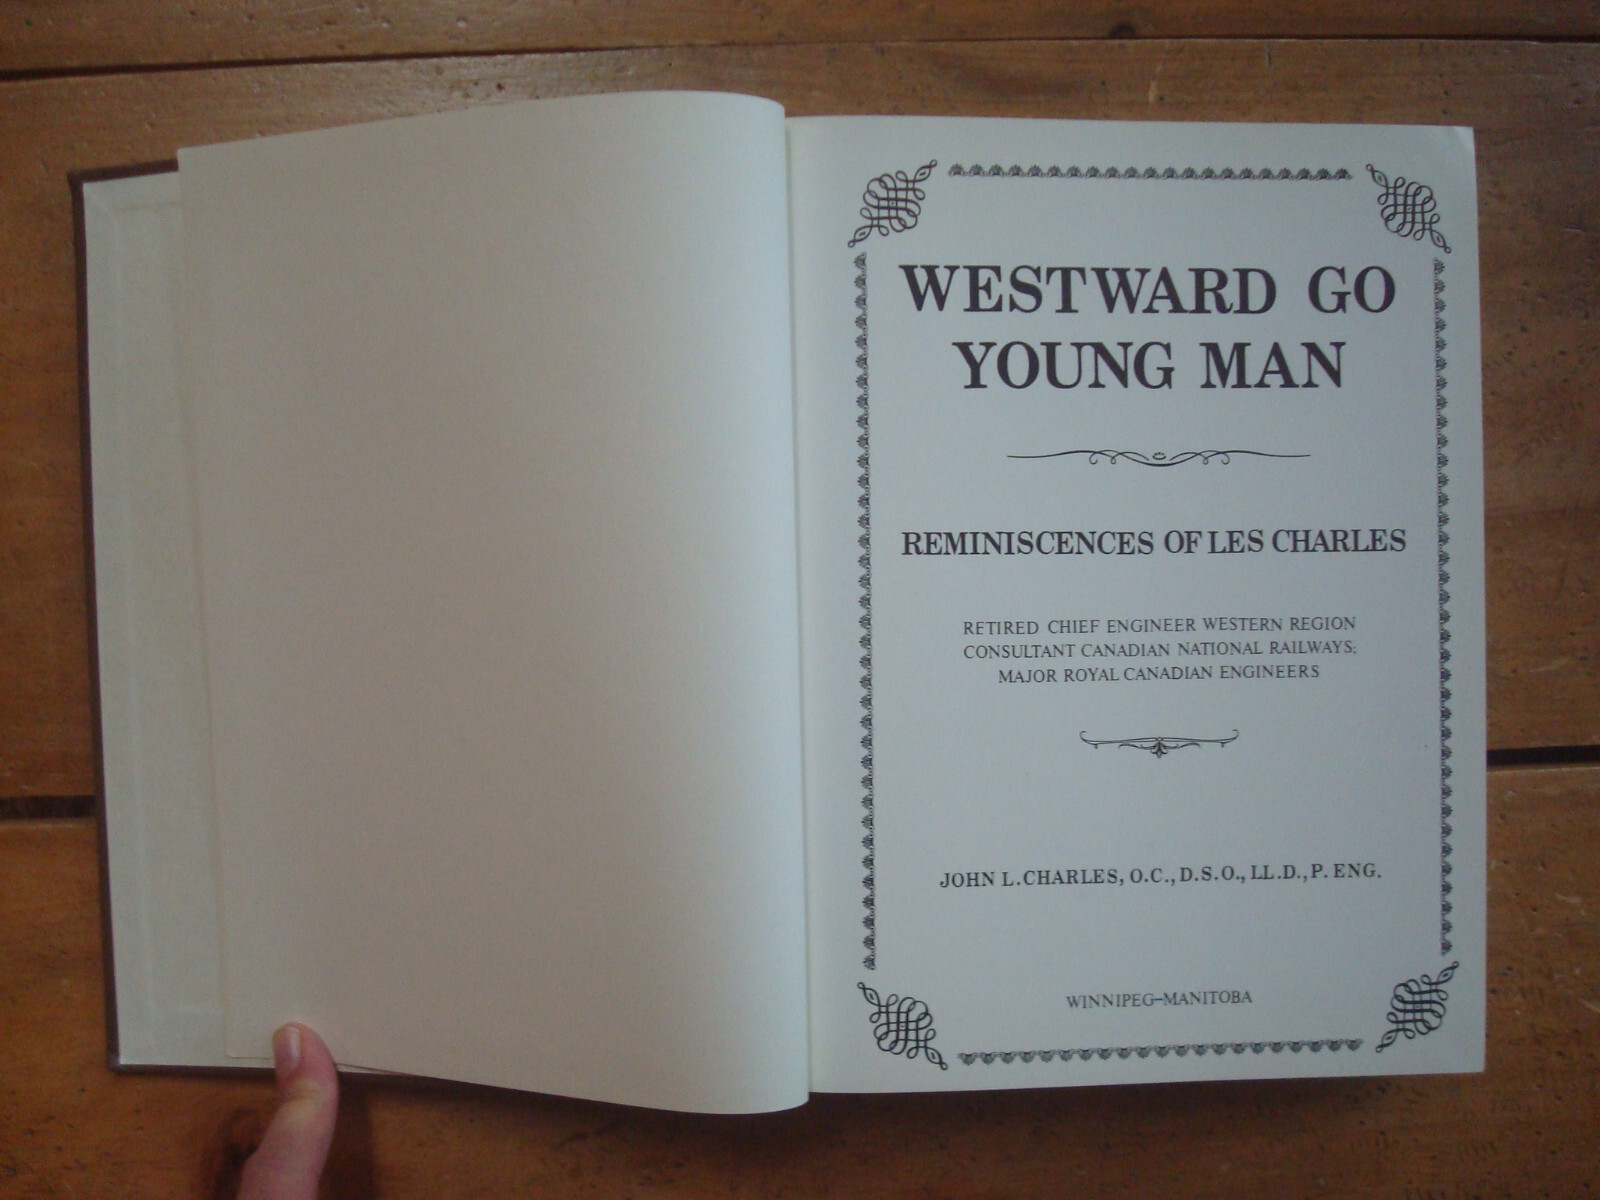 WESTWARD GO
YOUNG MAN
REMINISCENCES OF LES CHARLES
RETIRED CHIEF ENGINEER WESTERN REGION
CONSULTANT CANADIAN NATIONAL RAILWAYS;
MAJOR ROYAL CANADIAN ENGINEERS
JOHN L. CHARLES, O.C., D.S.O., LL.D., P. ENG.
WINNIPEG-MANITOBA